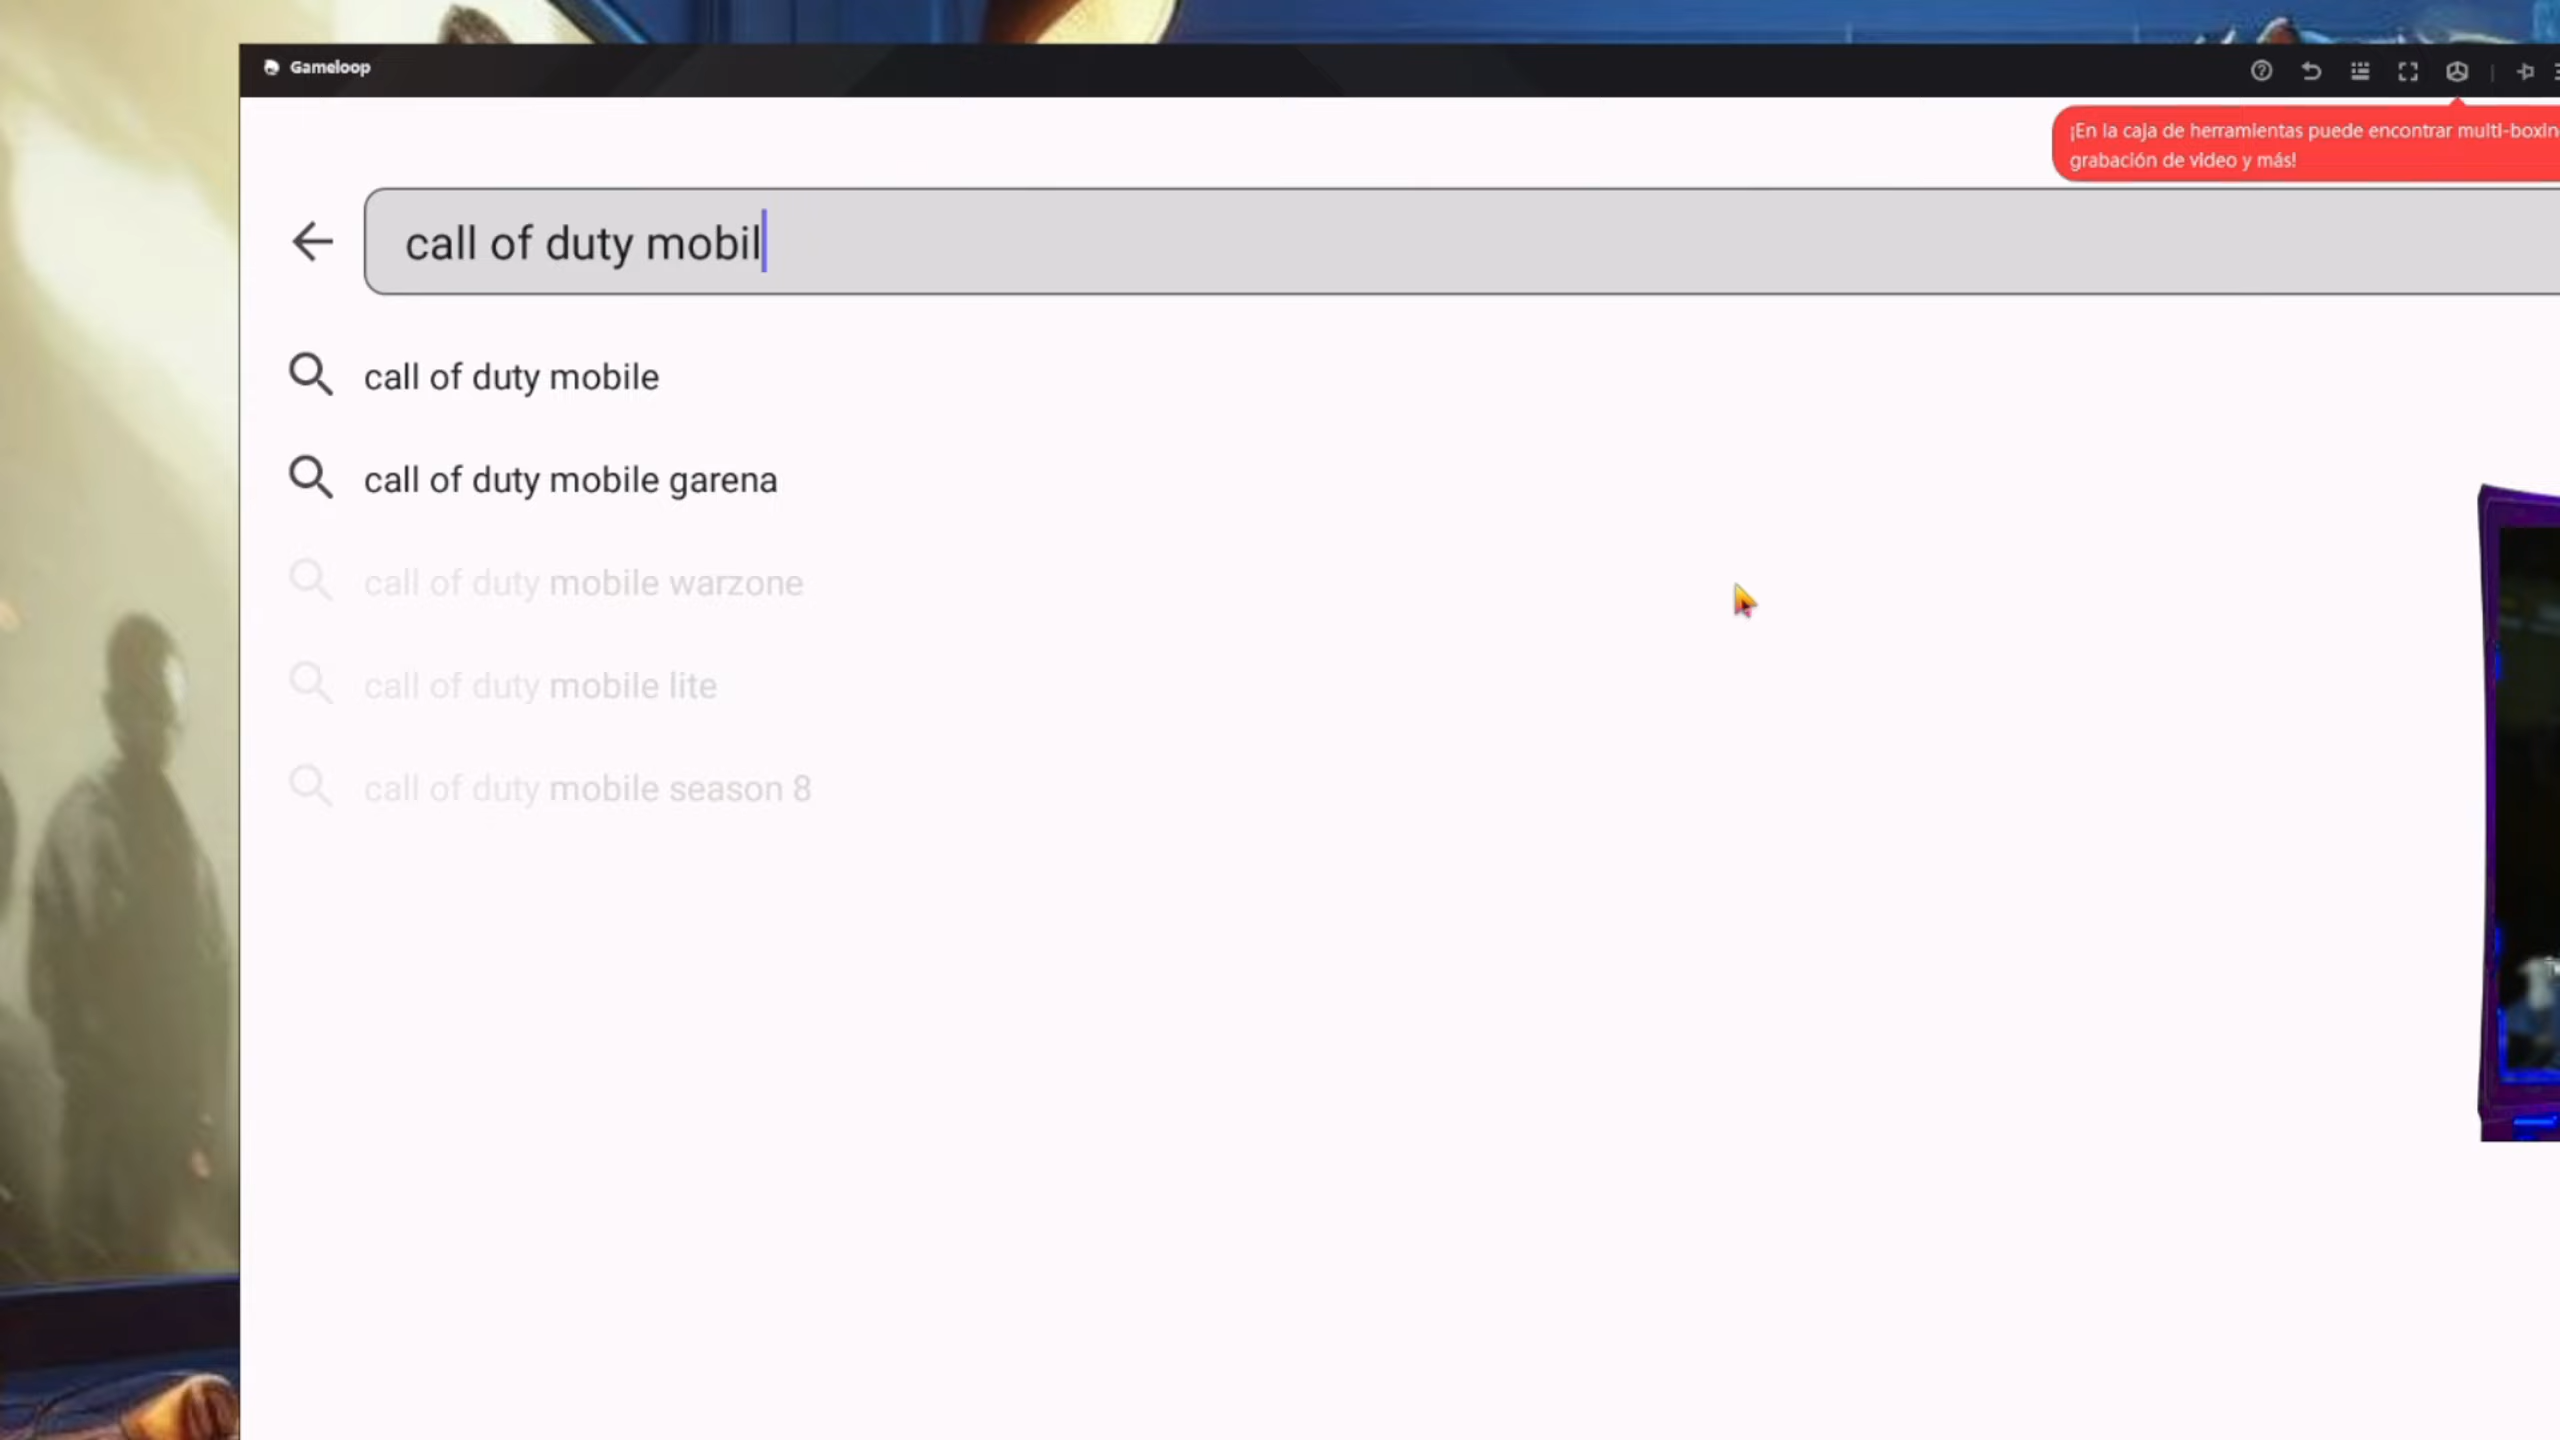 Gameloop
¡En la caja de herramientas puede encontrar multi-boxin
grabación de video y más!
call of duty mobil
call of duty mobile
call of duty mobile garena
call of duty mobile warzone
call of duty mobile lite
call of duty mobile season 8